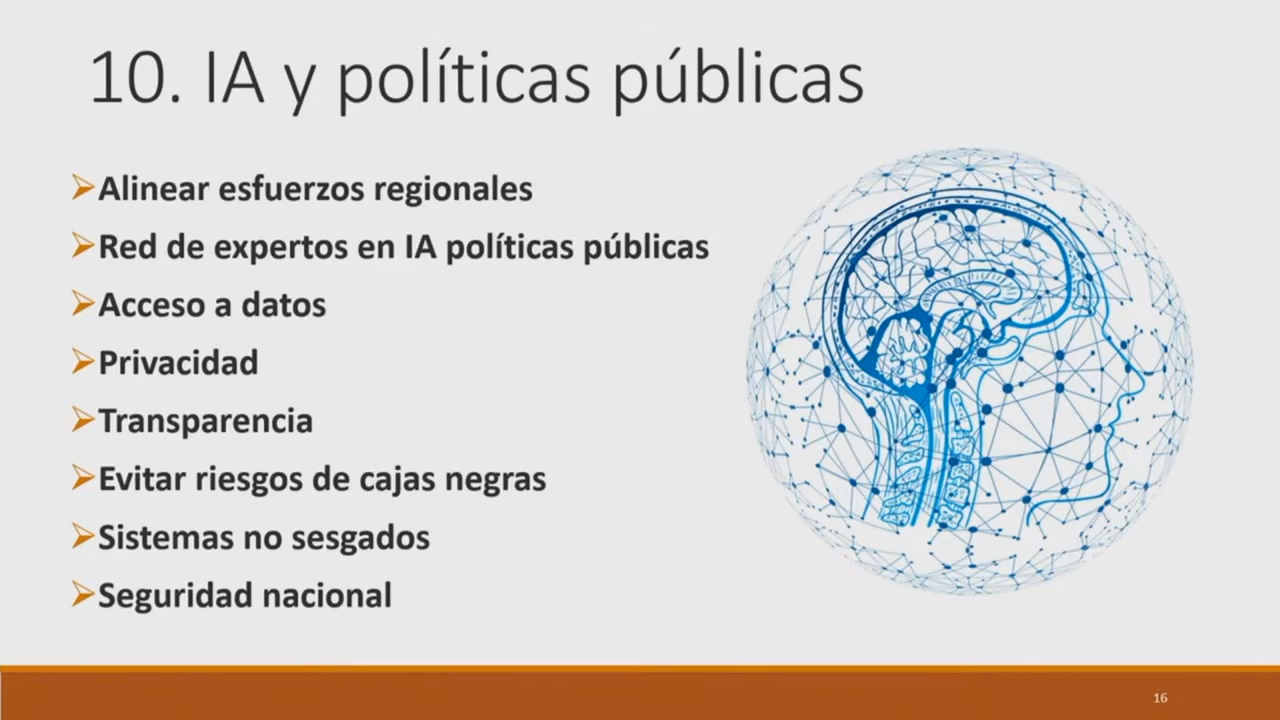 10. IA y políticas públicas
Alinear esfuerzos regionales
Red de expertos en IA políticas públicas
Acceso a datos
Privacidad
Transparencia
Evitar riesgos de cajas negras
Sistemas no sesgados
Seguridad nacional
16